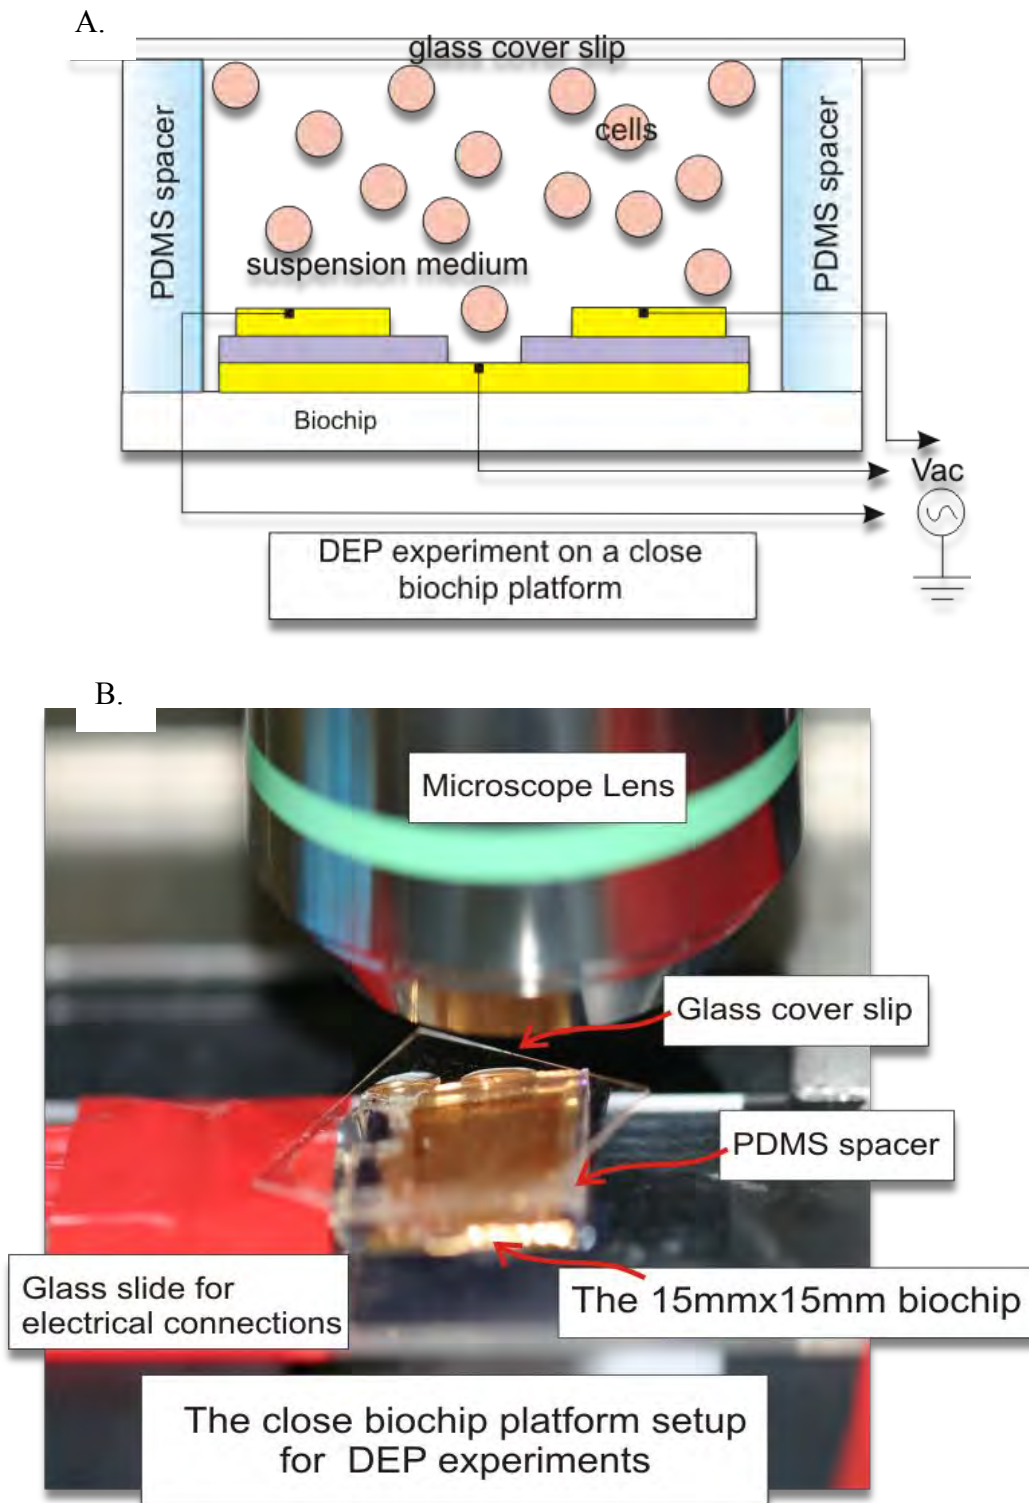 A.
glass cover slip
PDMS spacer
cells
PDMS spacer
suspension medium
Biochip
Vac
DEP experiment on a close
biochip platform
B.
Microscope Lens
Glass cover slip
PDMS spacer
Glass slide for
electrical connections
The 15mmx15mm biochip
The close biochip platform setup
for DEP experiments